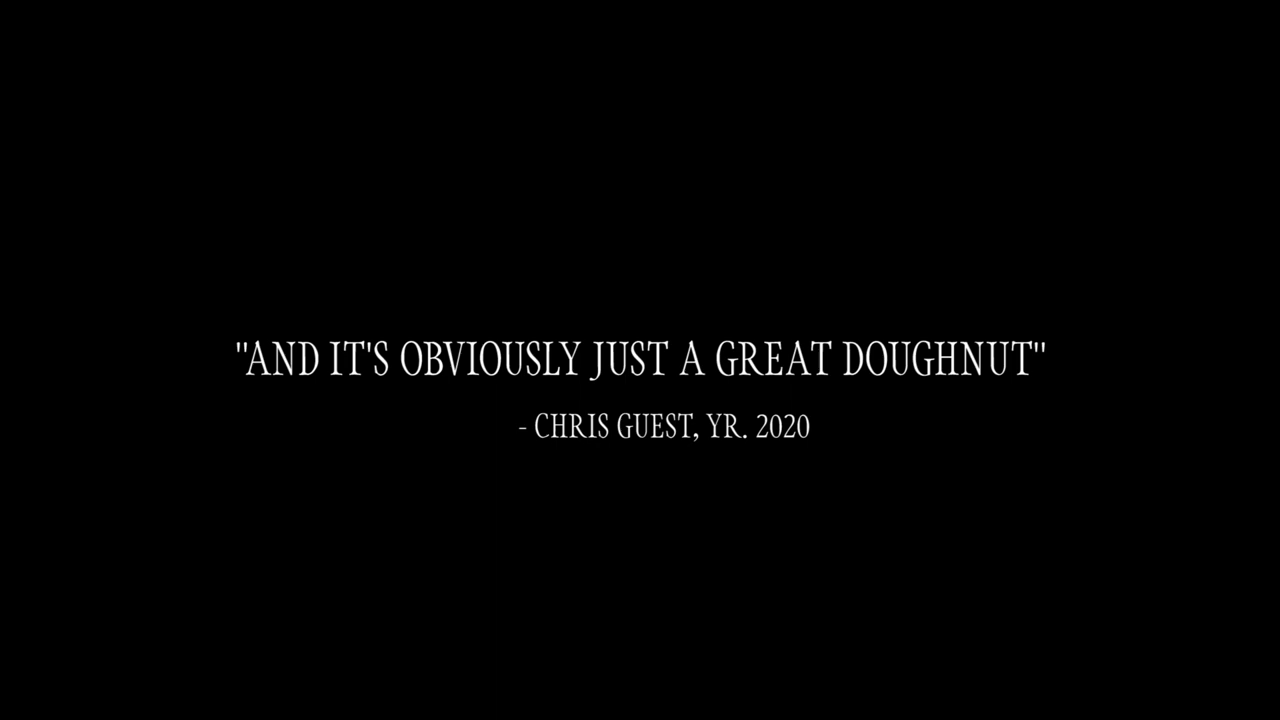 "AND IT'S OBVIOUSLY JUST A GREAT DOUGHNUT"
- CHRIS GUEST, YR. 2020